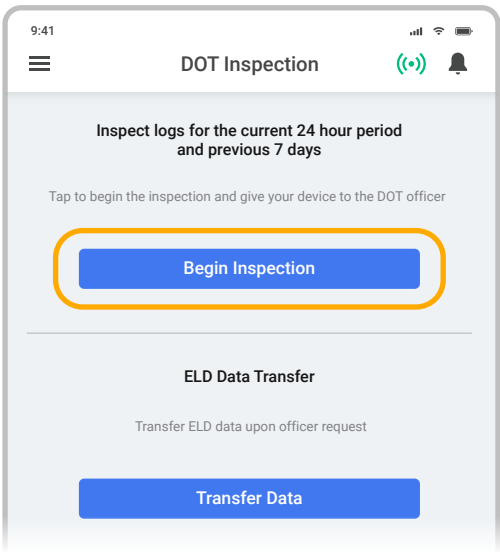 9:41
DOT Inspection
Inspect logs for the current 24 hour period
and previous 7 days
Tap to begin the inspection and give your device to the DOT officer
Begin Inspection
ELD Data Transfer
Transfer ELD data upon officer request
Transfer Data